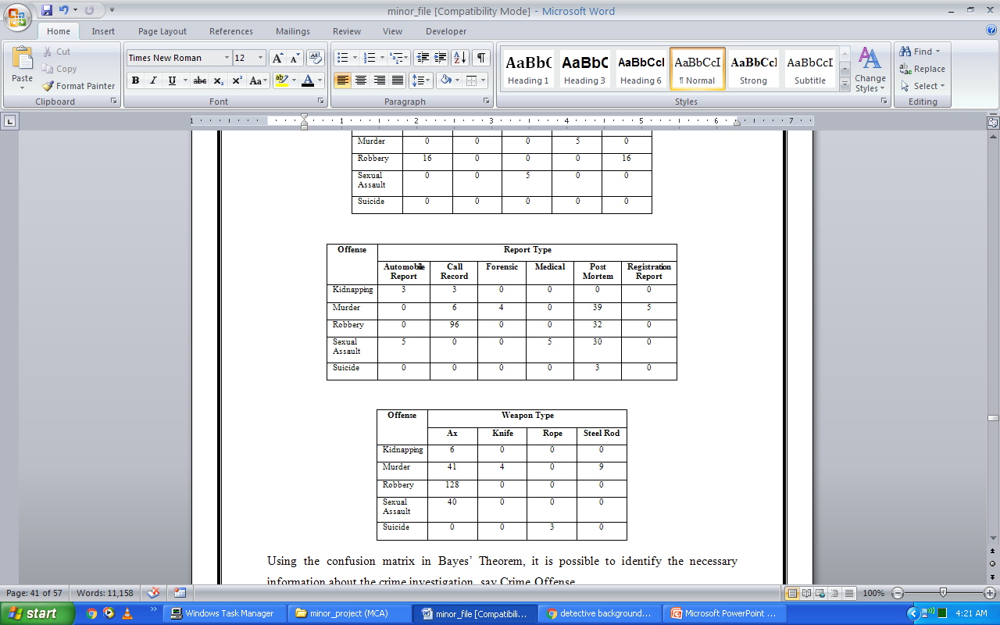 minor_file [Compatibility Mode] - Microsoft Word
Home Insert Page Layout References Mailings Review View Developer
Paste
Cut
Copy
Format Painter
Clipboard
Times New Roman 12
B I U abc X₂ X² Aa
Font
Paragraph
AaBbC AaBbC AaBbCcI AaBbCcI AaBbCcI AaBbCcI
Heading 1 Heading 3 Heading 6 ¶ Normal Strong Subtitle
Change Styles
Styles
Find
Replace
Select
Editing
1 1 2 3 4 5 6 7
Murder 0 0 0 5 0
Robbery 16 0 0 0 16
Sexual Assault 0 0 5 0 0
Suicide 0 0 0 0 0
Offense Report Type
Automobile Report Call Record Forensic Medical Post Mortem Registration Report
Kidnapping 3 3 0 0 0 0
Murder 0 6 4 0 39 5
Robbery 0 96 0 0 32 0
Sexual Assault 5 0 0 5 30 0
Suicide 0 0 0 0 3 0
Offense Weapon Type
Ax Knife Rope Steel Rod
Kidnapping 6 0 0 0
Murder 41 4 0 9
Robbery 128 0 0 0
Sexual Assault 40 0 0 0
Suicide 0 0 3 0
Using the confusion matrix in Bayes’ Theorem, it is possible to identify the necessary
information about the crime investigation, say Crime Offense
Page: 41 of 57 Words: 11,158 100%
start Windows Task Manager minor_project (MCA) minor_file [Compatibili... detective background... Microsoft PowerPoint ... 4:21 AM